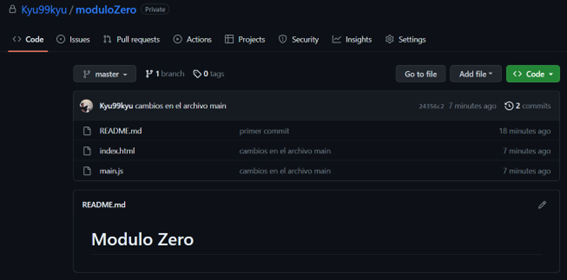 Kyu99kyu / moduloZero Private
Code Issues Pull requests Actions Projects Security Insights Settings
master 1 branch 0 tags Go to file Add file Code
Kyu99kyu cambios en el archivo main 24356c2 7 minutes ago 2 commits
README.md primer commit 18 minutes ago
index.html cambios en el archivo main 7 minutes ago
main.js cambios en el archivo main 7 minutes ago
README.md
Modulo Zero